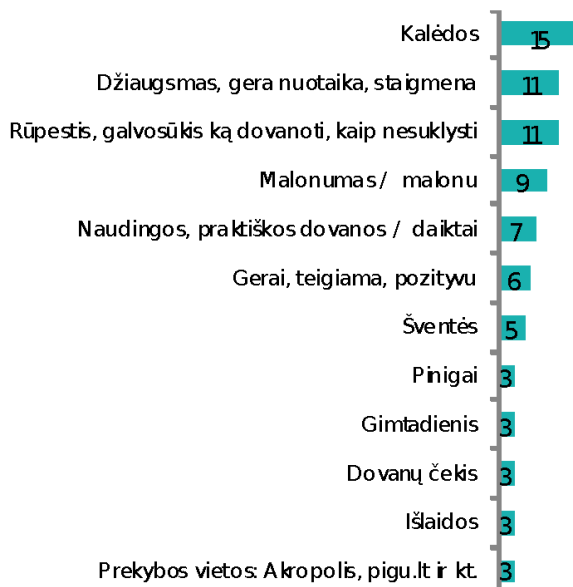 Kalėdos 15
Džiaugsmas, gera nuotaika, staigmena 11
Rūpestis, galvosūkis ką dovanoti, kaip nesuklysti 11
Malonumas / malonu 9
Naudingos, praktiškos dovanos / daiktai 7
Gerai, teigiama, pozityvu 6
Šventės 5
Pinigai 3
Gimtadienis 3
Dovanų čekis 3
Išlaidos 3
Prekybos vietos: Akropolis, pigu.lt ir kt. 3